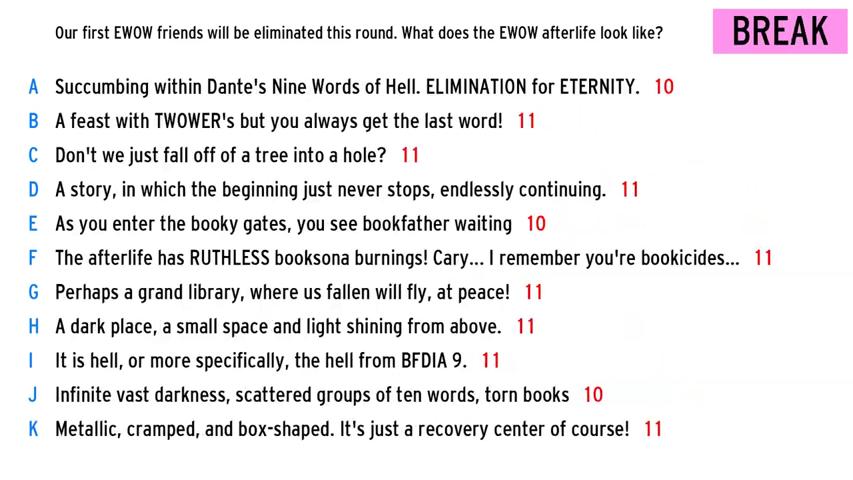 Our first EWOW friends will be eliminated this round. What does the EWOW afterlife look like?
BREAK
A Succumbing within Dante's Nine Words of Hell. ELIMINATION for ETERNITY. 10
B A feast with TWOWER's but you always get the last word! 11
C Don't we just fall off of a tree into a hole? 11
D A story, in which the beginning just never stops, endlessly continuing. 11
E As you enter the booky gates, you see bookfather waiting 10
F The afterlife has RUTHLESS booksona burnings! Cary... I remember you're bookicides... 11
G Perhaps a grand library, where us fallen will fly, at peace! 11
H A dark place, a small space and light shining from above. 11
I It is hell, or more specifically, the hell from BFDIA 9. 11
J Infinite vast darkness, scattered groups of ten words, torn books 10
K Metallic, cramped, and box-shaped. It's just a recovery center of course! 11